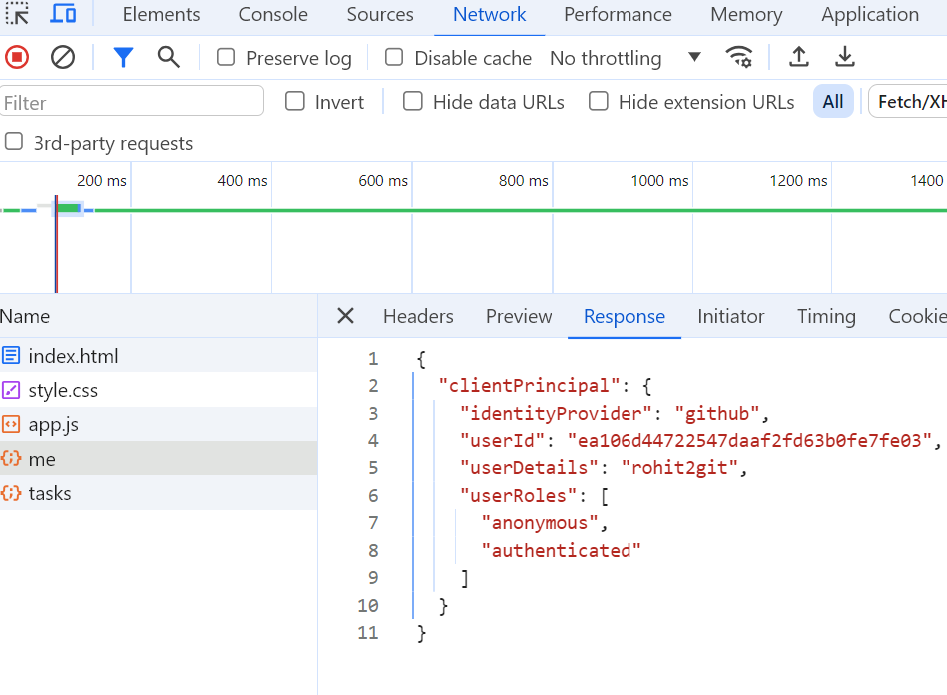 Elements Console Sources Network Performance Memory Application
Preserve log Disable cache No throttling
Filter Invert Hide data URLs Hide extension URLs All Fetch/XH
3rd-party requests
200 ms 400 ms 600 ms 800 ms 1000 ms 1200 ms 1400
Name Headers Preview Response Initiator Timing Cookie
index.html
style.css
app.js
me
tasks
1 {
2 "clientPrincipal": {
3 "identityProvider": "github",
4 "userId": "ea106d44722547daaf2fd63b0fe7fe03",
5 "userDetails": "rohit2git",
6 "userRoles": [
7 "anonymous",
8 "authenticated"
9 ]
10 }
11 }